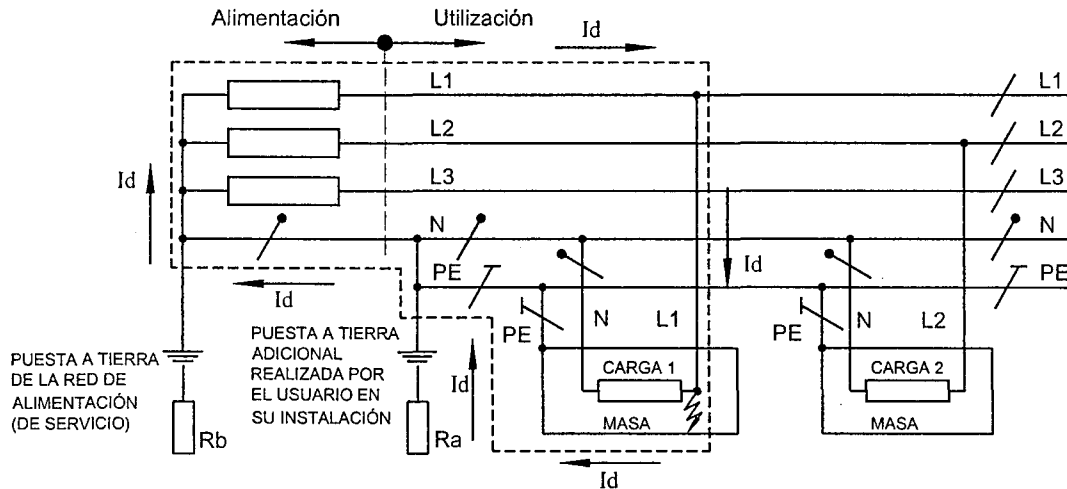 Alimentación
Utilización
Id
L1
L1
L2
L2
Id
L3
L3
N
N
PE
PE
Id
Id
PE
N
L1
PE
N
L2
PUESTA A TIERRA
DE LA RED DE
ALIMENTACIÓN
(DE SERVICIO)
Rb
PUESTA A TIERRA
ADICIONAL
REALIZADA POR
EL USUARIO EN
SU INSTALACIÓN
Ra
Id
CARGA 1
MASA
CARGA 2
MASA
Id